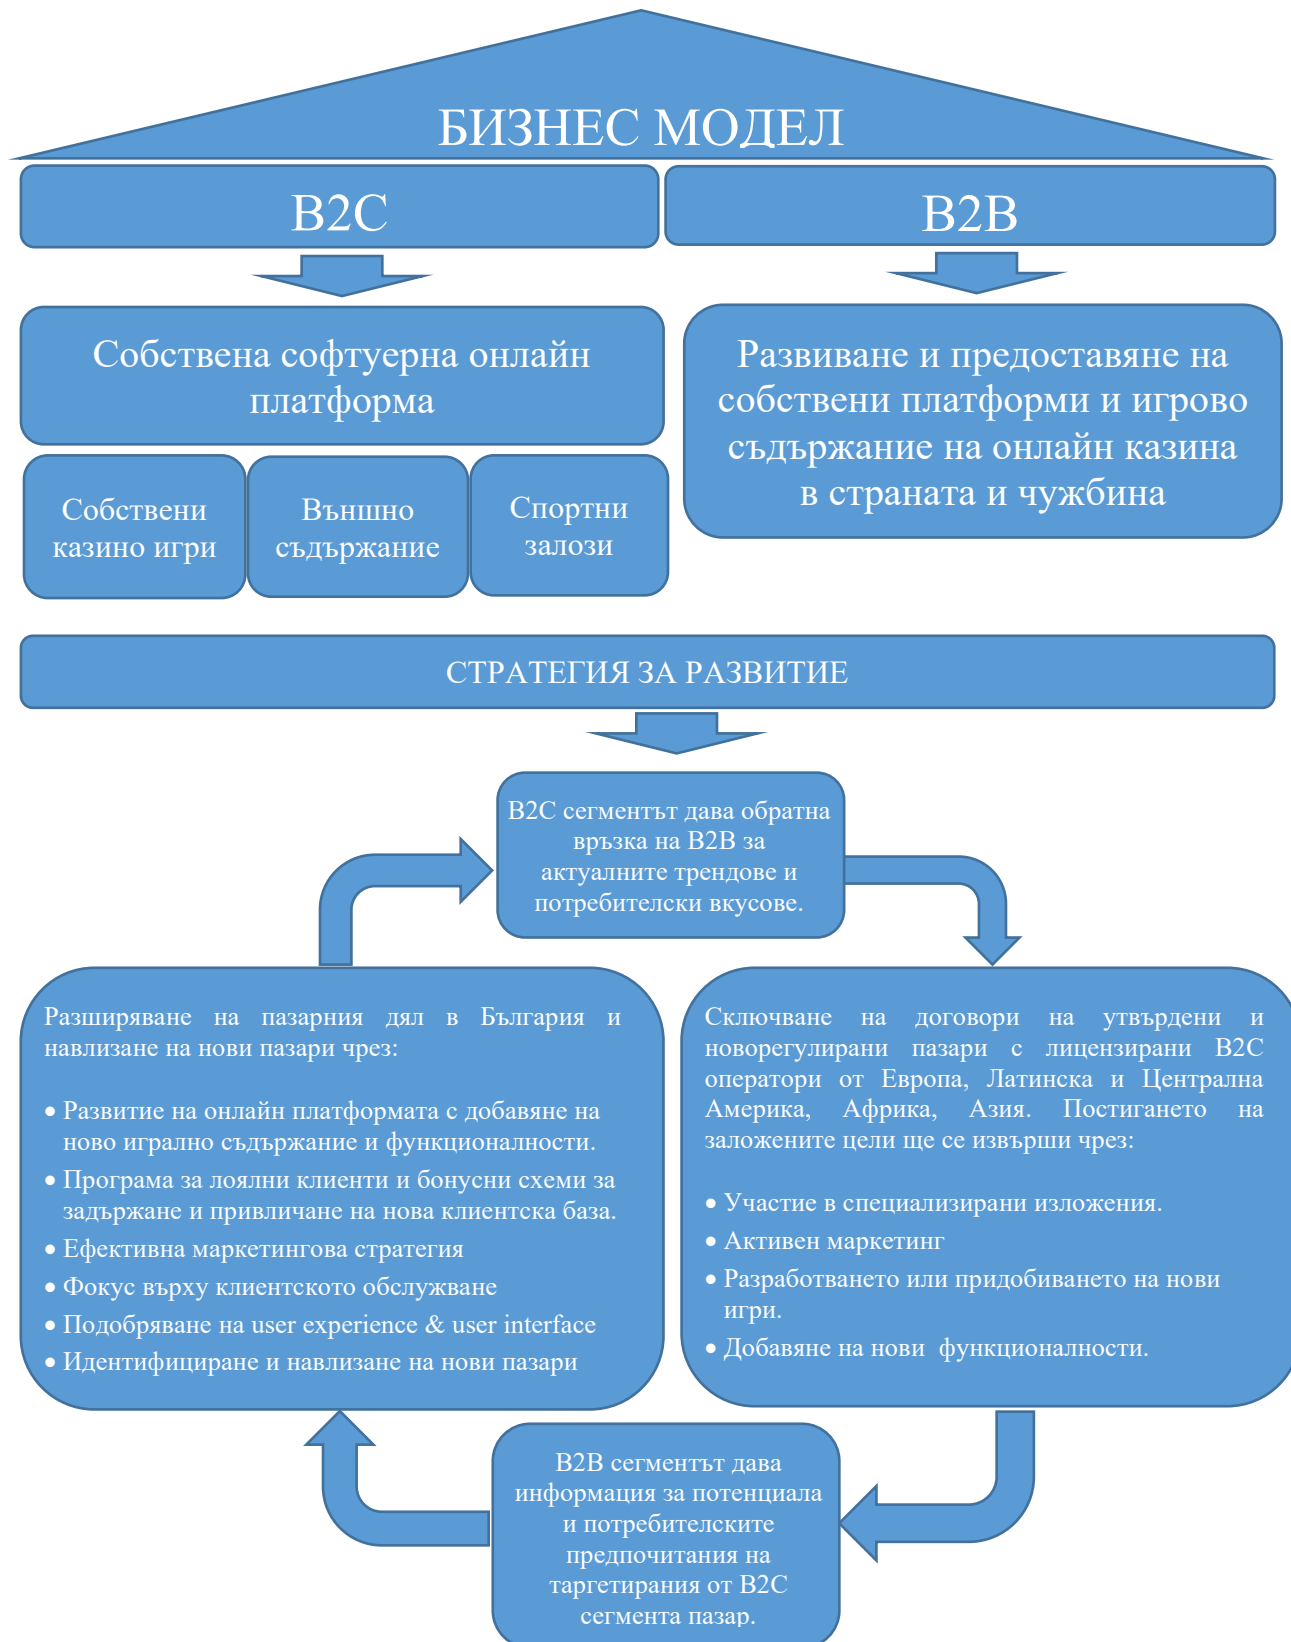 БИЗНЕС МОДЕЛ
B2C
B2B
Собствена софтуерна онлайн
платформа
Развиване и предоставяне на
собствени платформи и игрово
съдържание на онлайн казина
в страната и чужбина
Собствени
казино игри
Външно
съдържание
Спортни
залози
СТРАТЕГИЯ ЗА РАЗВИТИЕ
B2C сегментът дава обратна
връзка на B2B за
актуалните трендове и
потребителски вкусове.
Разширяване на пазарния дял в България и
навлизане на нови пазари чрез:
• Развитие на онлайн платформата с добавяне на
ново игрално съдържание и функционалности.
• Програма за лоялни клиенти и бонусни схеми за
задържане и привличане на нова клиентска база.
• Ефективна маркетингова стратегия
• Фокус върху клиентското обслужване
• Подобряване на user experience & user interface
• Идентифициране и навлизане на нови пазари
Сключване на договори на утвърдени и
новорегулирани пазари с лицензирани B2C
оператори от Европа, Латинска и Централна
Америка, Африка, Азия. Постигането на
заложените цели ще се извърши чрез:
• Участие в специализирани изложения.
• Активен маркетинг
• Разработването или придобиването на нови
игри.
• Добавяне на нови  функционалности.
B2B сегментът дава
информация за потенциала
и потребителските
предпочитания на
таргетирания от B2C
сегмента пазар.